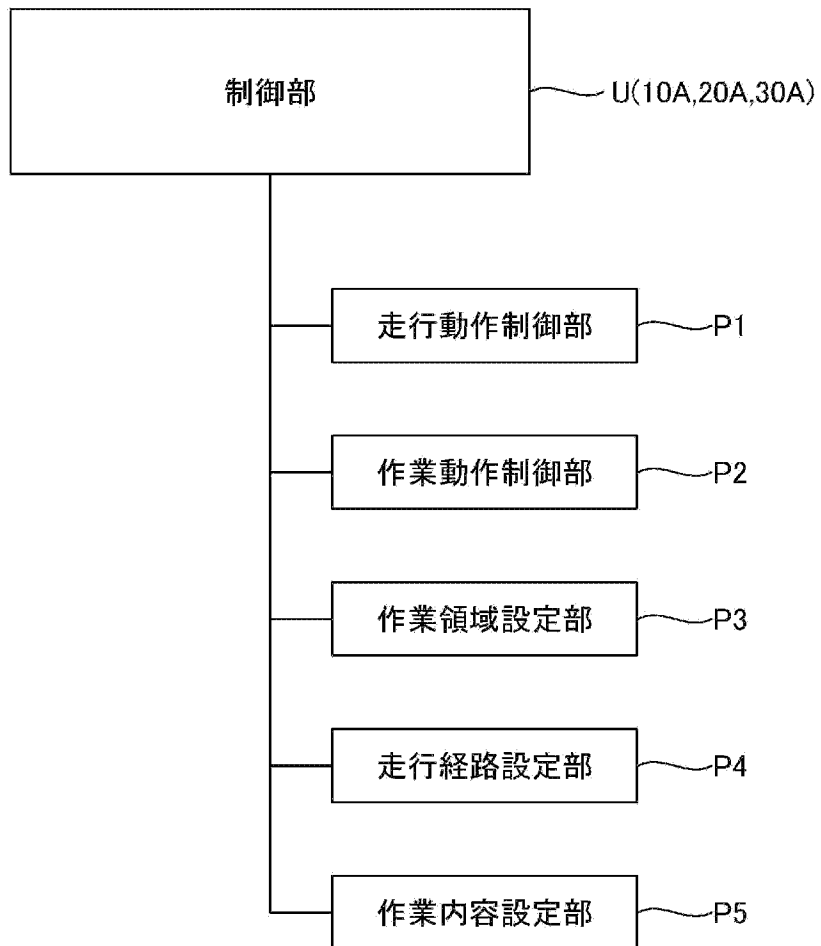 制御部 U(10A,20A,30A)
走行動作制御部 P1
作業動作制御部 P2
作業領域設定部 P3
走行経路設定部 P4
作業内容設定部 P5